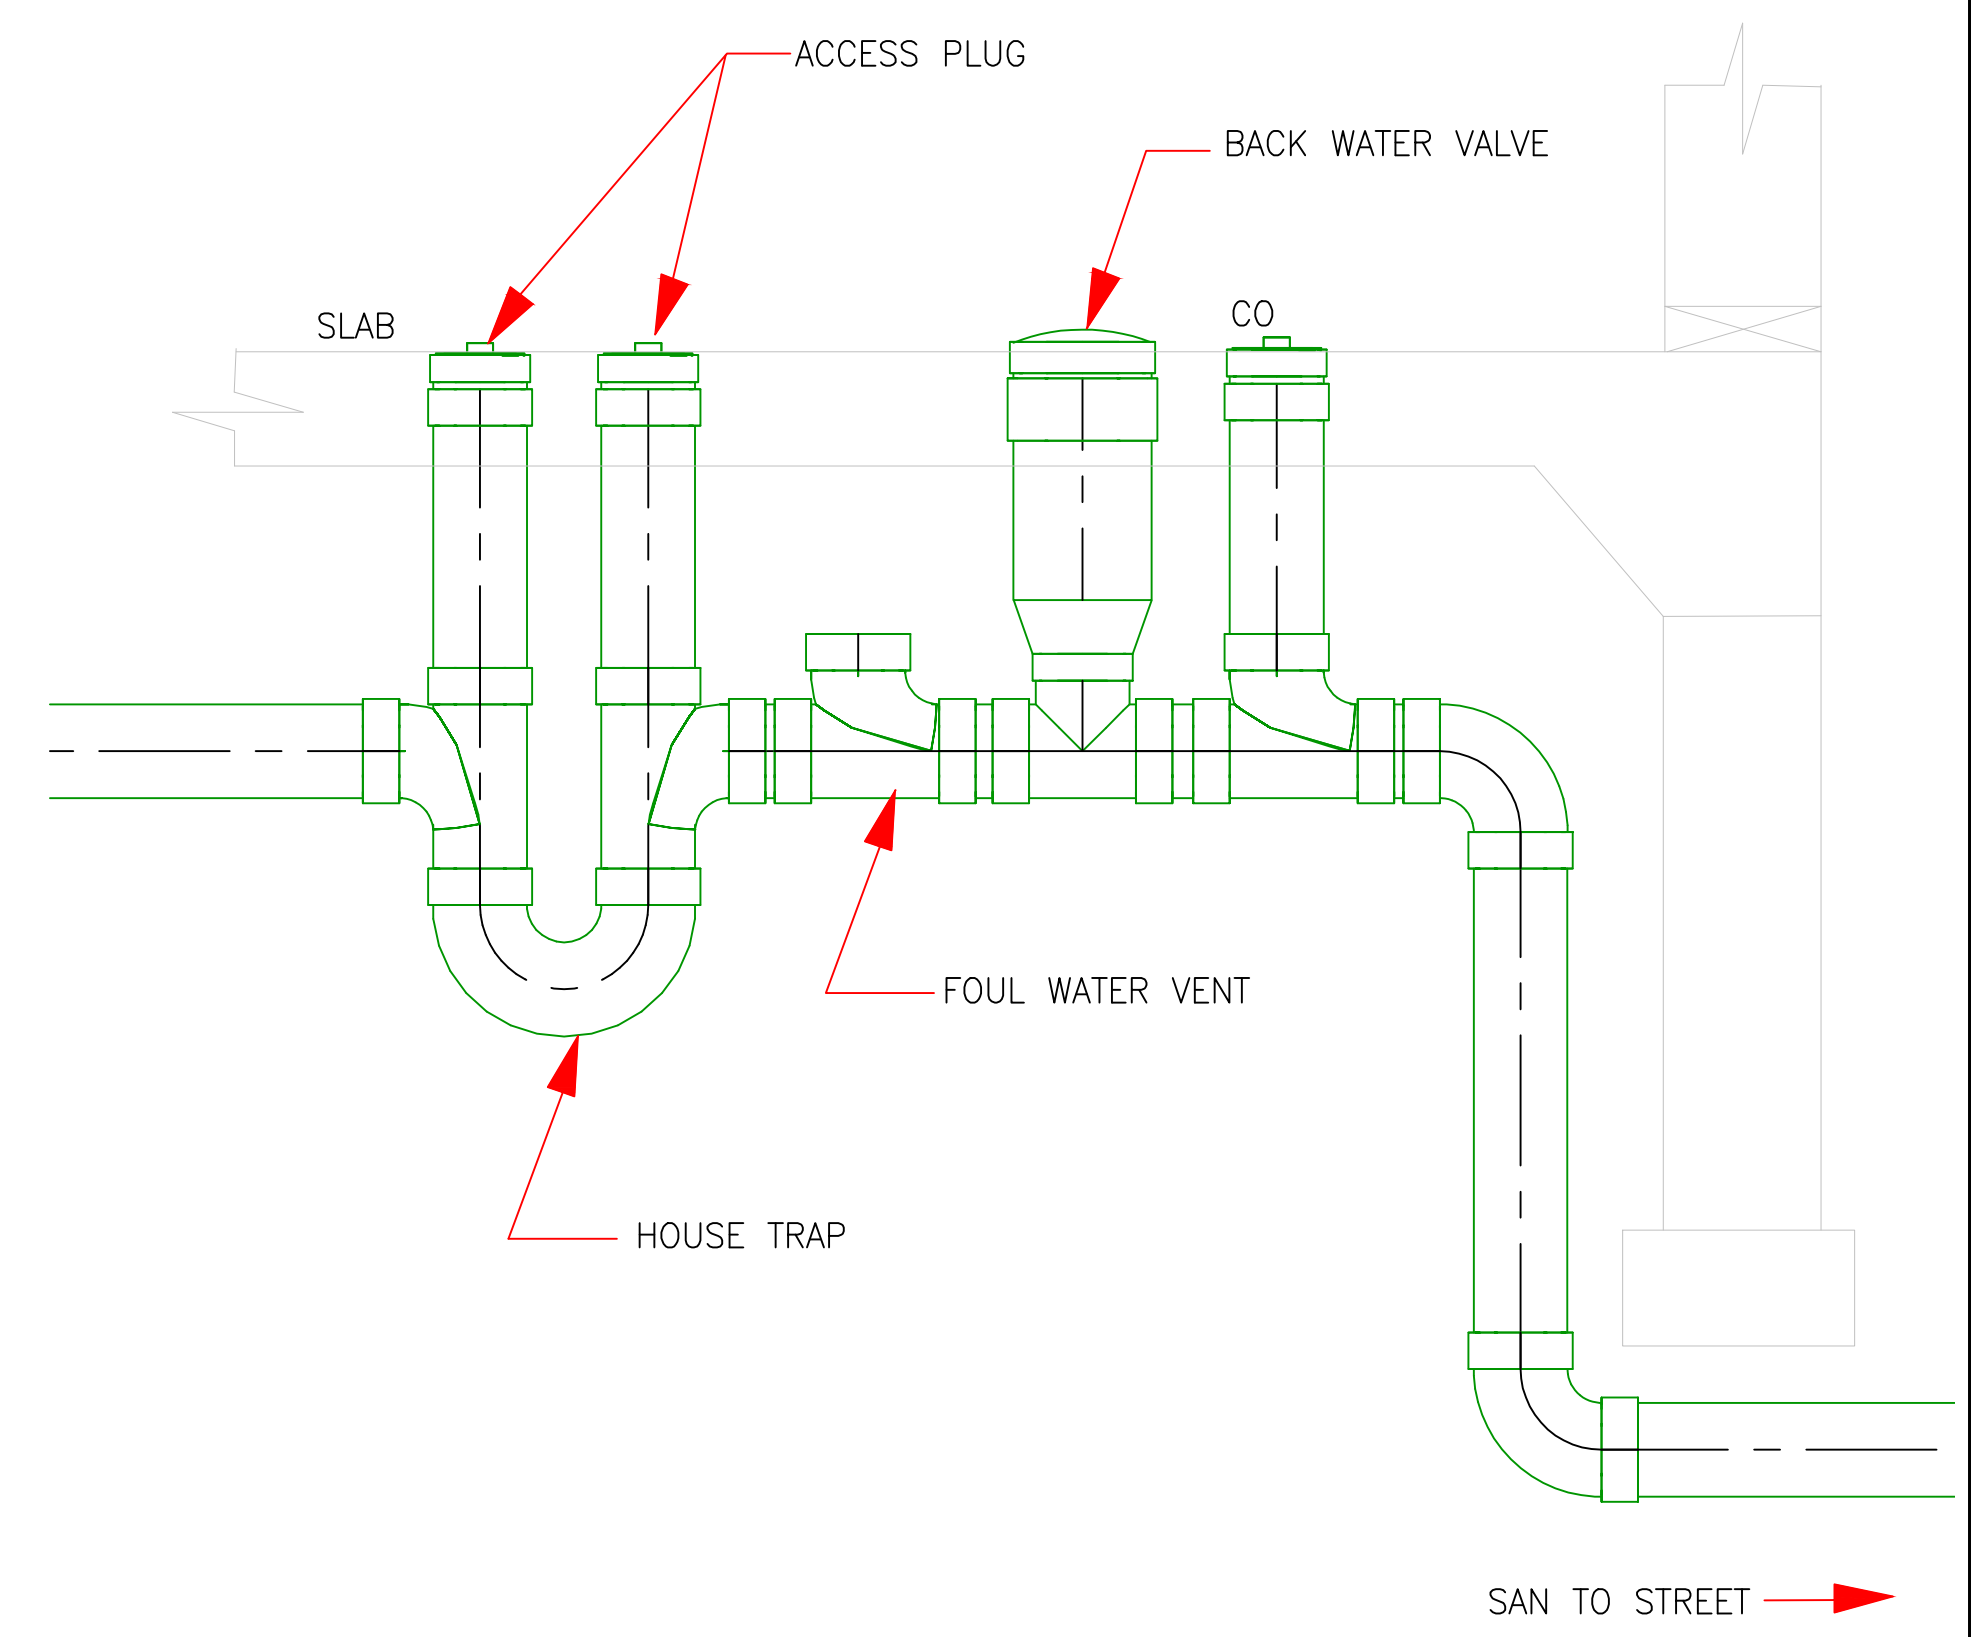 ACCESS PLUG
BACK WATER VALVE
SLAB
CO
FOUL WATER VENT
HOUSE TRAP
SAN TO STREET